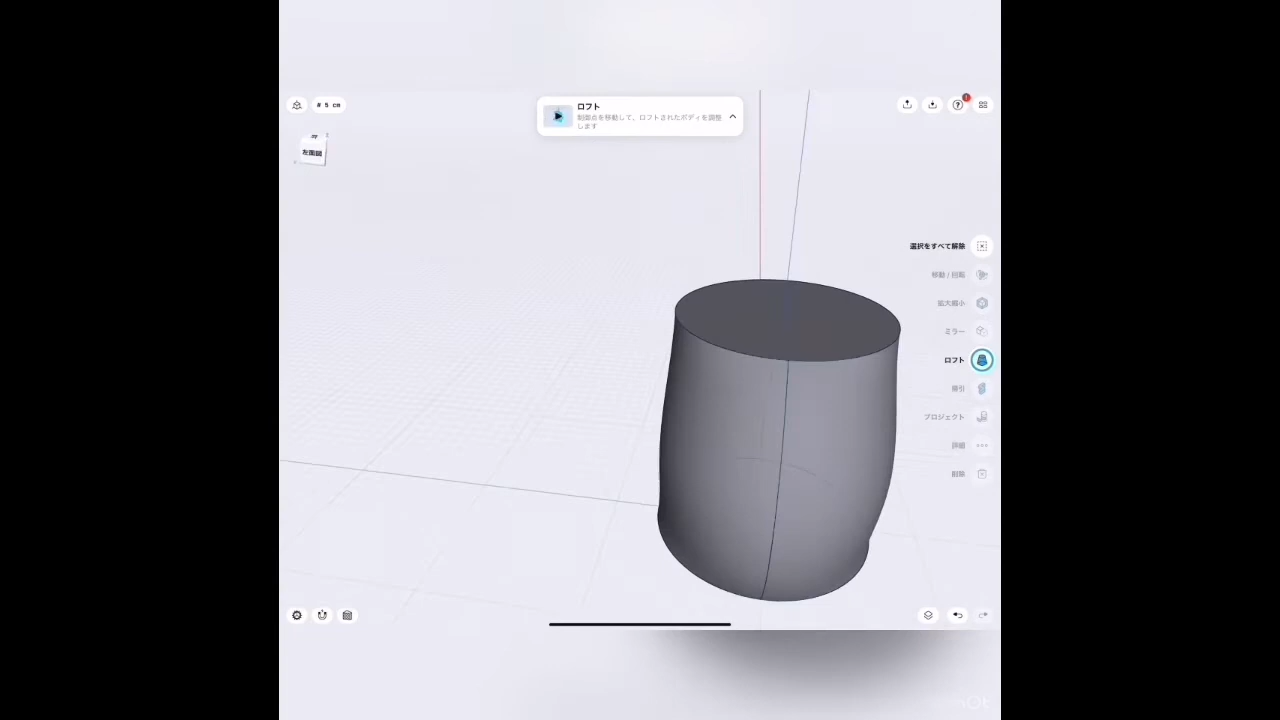 # 5 cm
ロフト
制御点を移動して、ロフトされたボディを調整
します
左面図
選択をすべて解除
移動 / 回転
拡大縮小
ミラー
ロフト
掃引
プロジェクト
詳細
削除